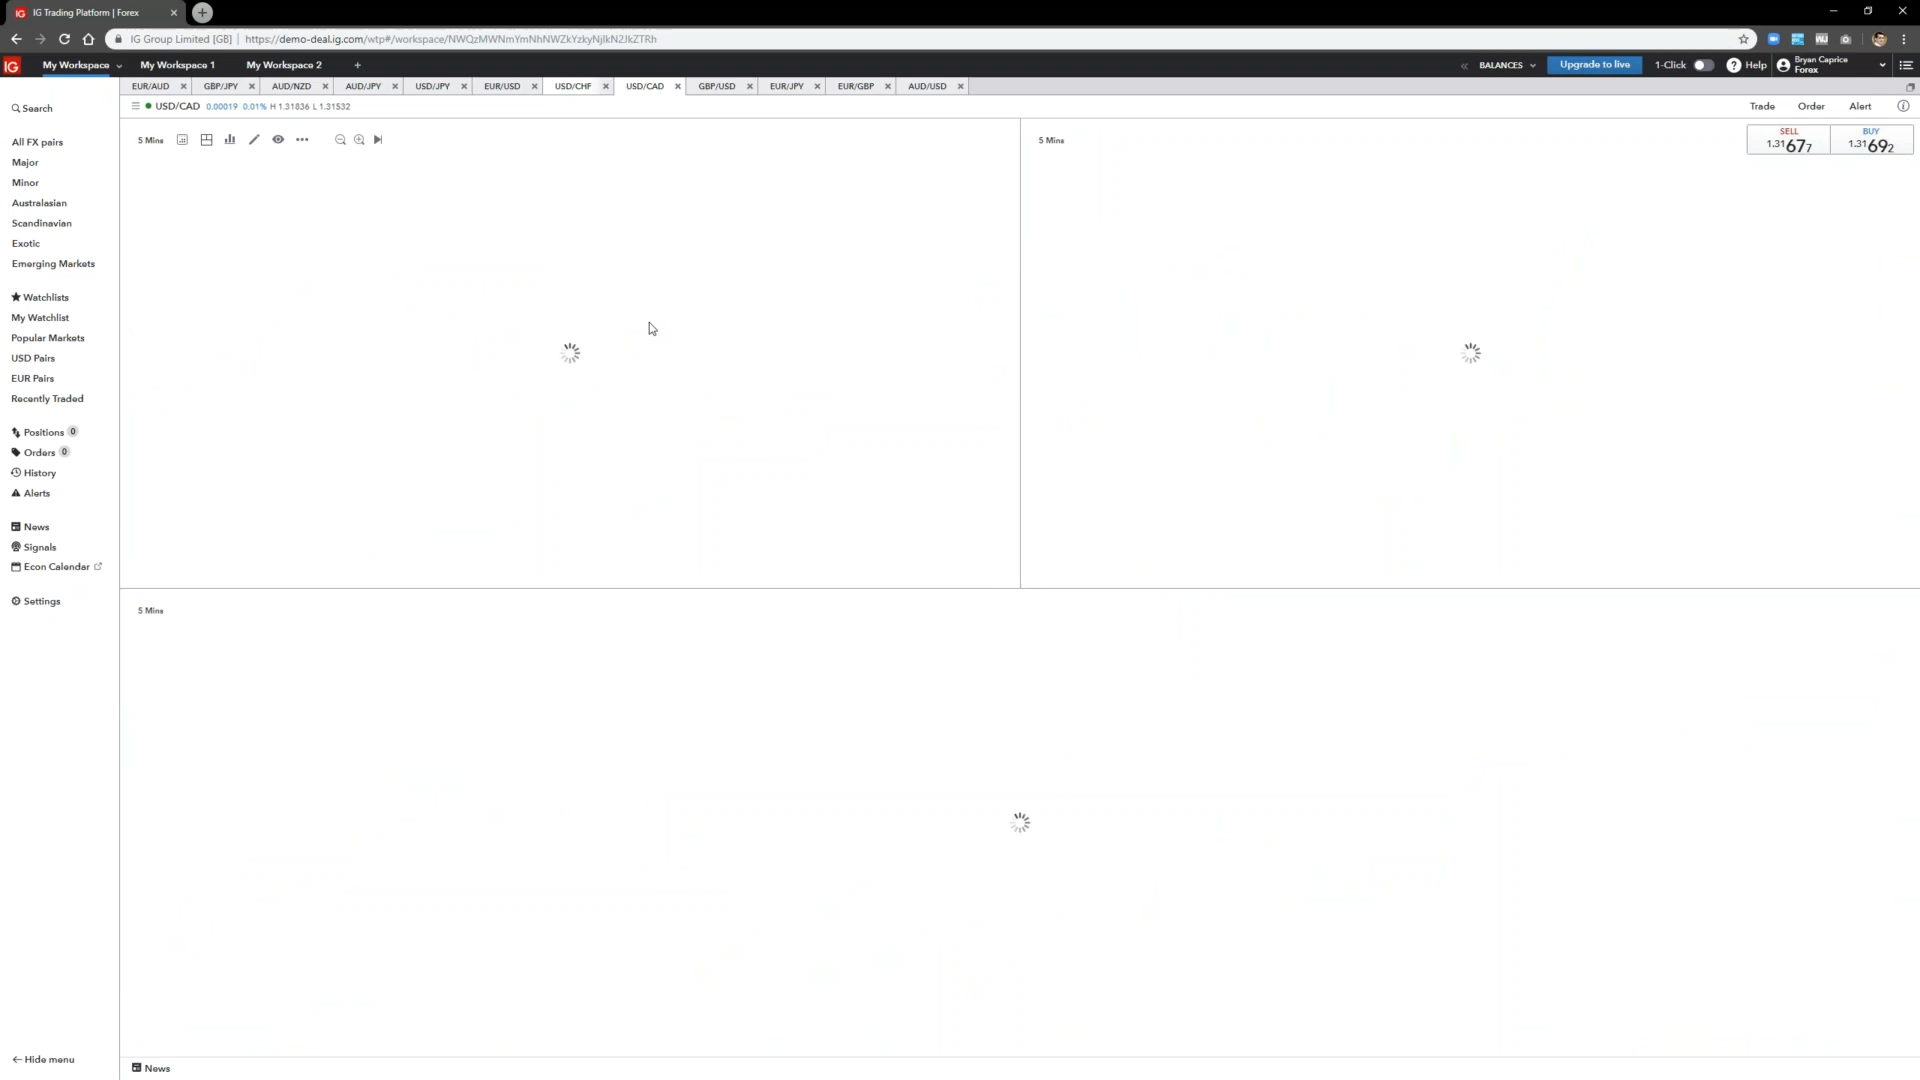 IG Trading Platform | Forex
IG Group Limited [GB] https://demo-deal.ig.com/wtp#/workspace/NWQzMWNmYmNhNWZkYzkyNjlkN2JkZTRh
IG My Workspace My Workspace 1 My Workspace 2 + BALANCES Upgrade to live 1-Click Help Bryan Caprice
Forex
EUR/AUD GBP/JPY AUD/NZD AUD/JPY USD/JPY EUR/USD USD/CHF USD/CAD GBP/USD EUR/JPY EUR/GBP AUD/USD
USD/CAD 0.00019 0.01% H 1.31836 L 1.31532 Trade Order Alert
5 Mins
5 Mins
SELL BUY
1.31677 1.31692
Search
All FX pairs
Major
Minor
Australasian
Scandinavian
Exotic
Emerging Markets
Watchlists
My Watchlist
Popular Markets
USD Pairs
EUR Pairs
Recently Traded
Positions 0
Orders 0
History
Alerts
News
Signals
Econ Calendar
Settings
5 Mins
Hide menu
News